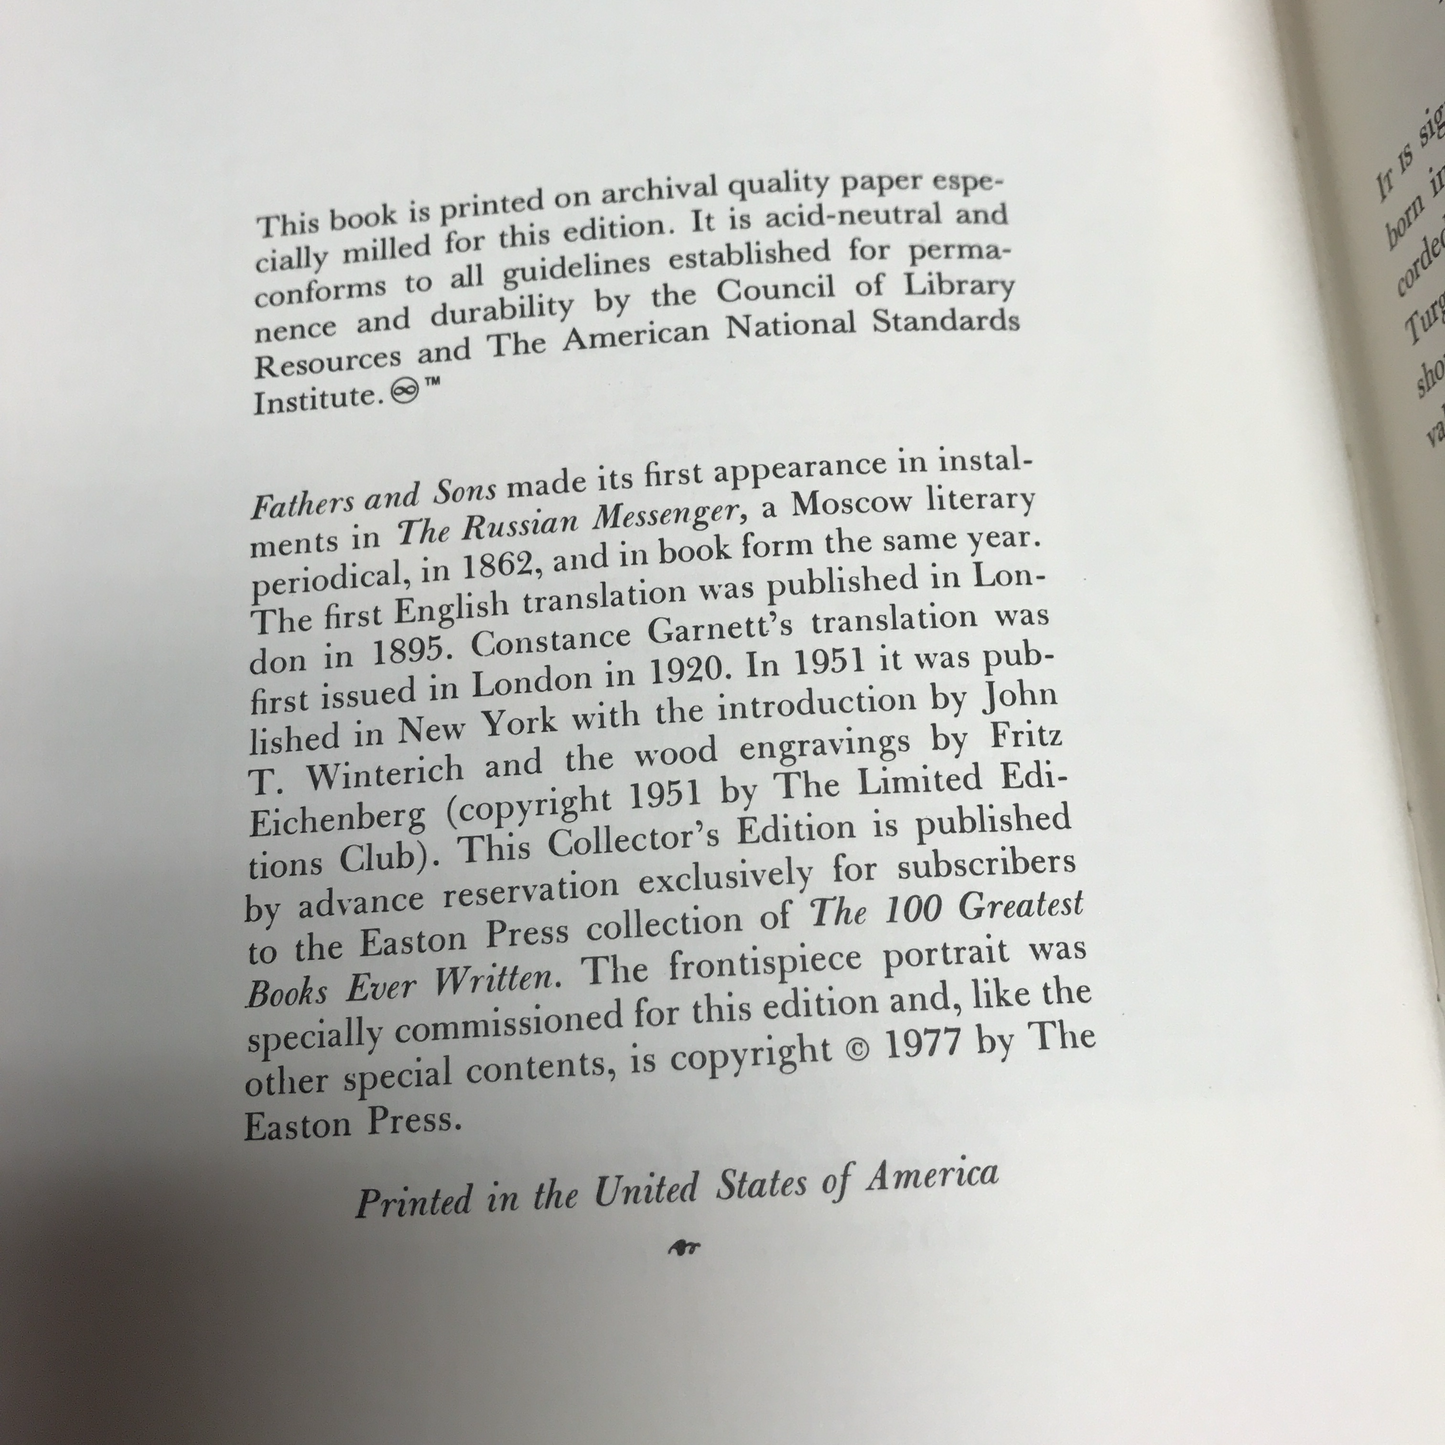 This book is printed on archival quality paper espe-
cially milled for this edition. It is acid-neutral and
conforms to all guidelines established for perma-
nence and durability by the Council of Library
Resources and The American National Standards
Institute. ♾™
Fathers and Sons made its first appearance in instal-
ments in The Russian Messenger, a Moscow literary
periodical, in 1862, and in book form the same year.
The first English translation was published in Lon-
don in 1895. Constance Garnett's translation was
first issued in London in 1920. In 1951 it was pub-
lished in New York with the introduction by John
T. Winterich and the wood engravings by Fritz
Eichenberg (copyright 1951 by The Limited Edi-
tions Club). This Collector's Edition is published
by advance reservation exclusively for subscribers
to the Easton Press collection of The 100 Greatest
Books Ever Written. The frontispiece portrait was
specially commissioned for this edition and, like the
other special contents, is copyright © 1977 by The
Easton Press.
Printed in the United States of America
It is
born